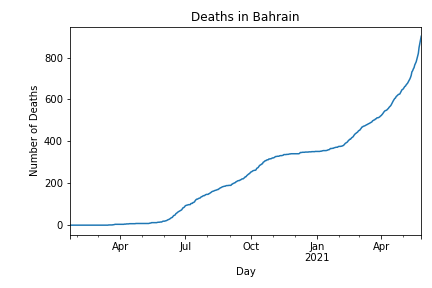 Deaths in Bahrain
Number of Deaths
800
600
400
200
0
Apr
Jul
Oct
Jan
2021
Apr
Day